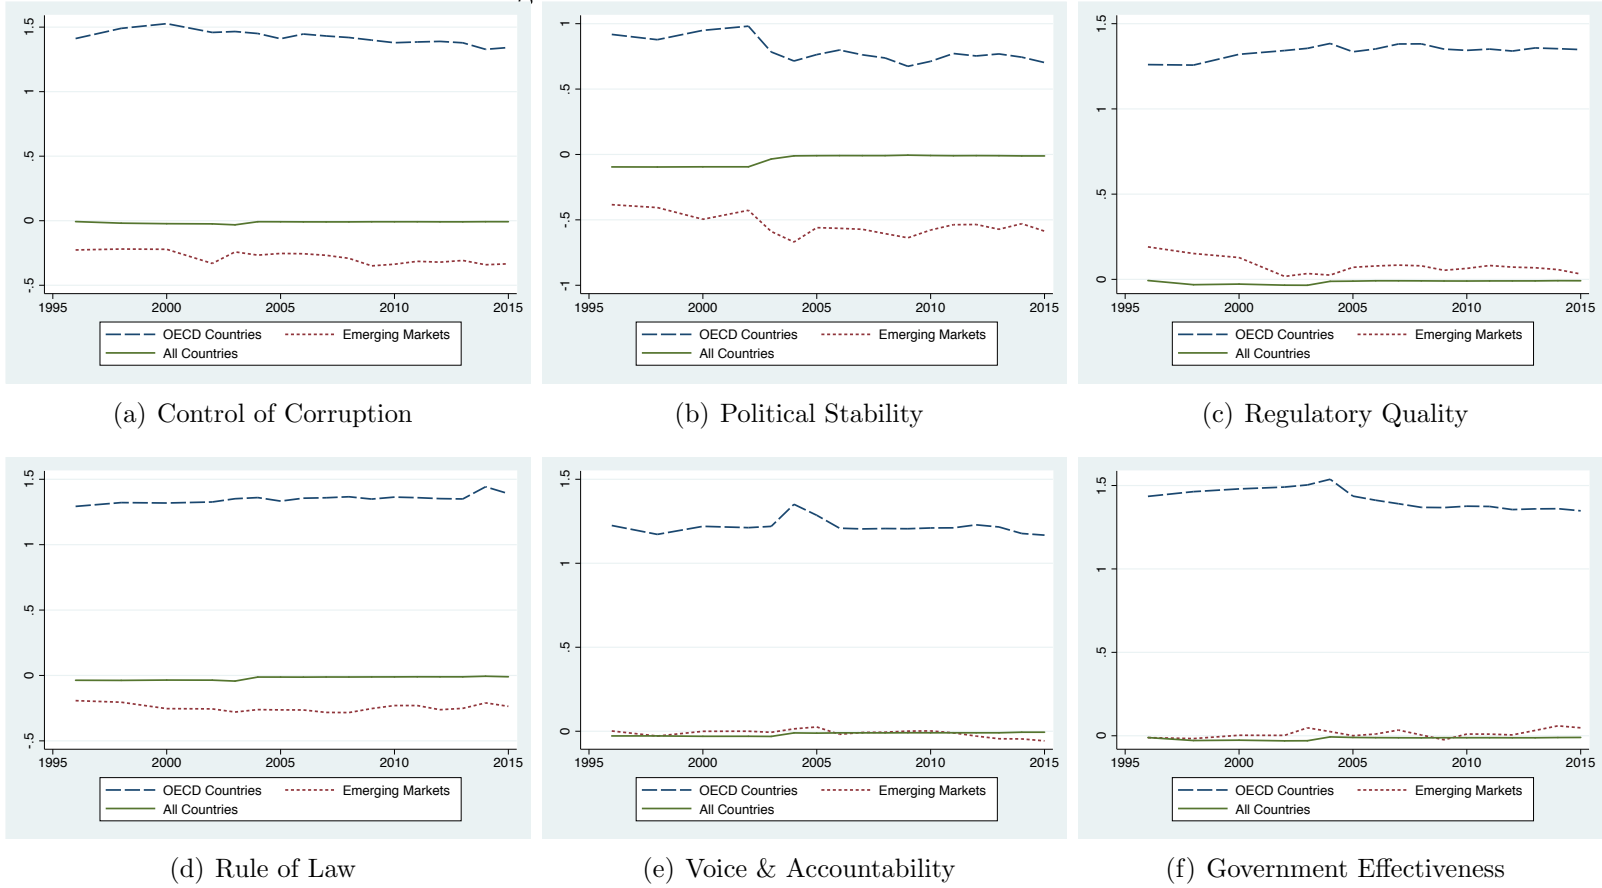 1.5
1
.5
0
-.5
1995 2000 2005 2010 2015
OECD Countries Emerging Markets
All Countries
(a) Control of Corruption
1
.5
0
-.5
-1
1995 2000 2005 2010 2015
OECD Countries Emerging Markets
All Countries
(b) Political Stability
1.5
1
.5
0
1995 2000 2005 2010 2015
OECD Countries Emerging Markets
All Countries
(c) Regulatory Quality
1.5
1
.5
0
-.5
1995 2000 2005 2010 2015
OECD Countries Emerging Markets
All Countries
(d) Rule of Law
1.5
1
.5
0
1995 2000 2005 2010 2015
OECD Countries Emerging Markets
All Countries
(e) Voice & Accountability
1.5
1
.5
0
1995 2000 2005 2010 2015
OECD Countries Emerging Markets
All Countries
(f) Government Effectiveness